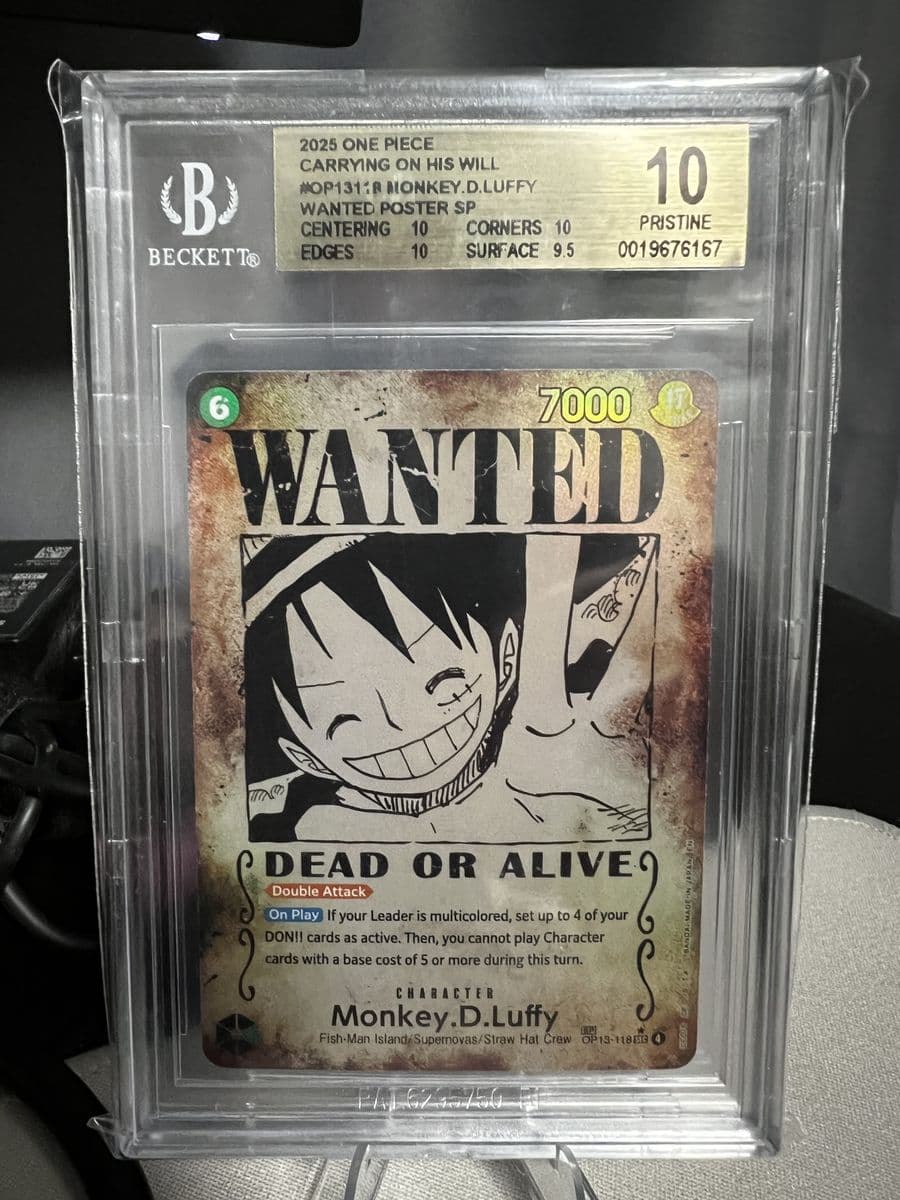 2025 ONE PIECE
CARRYING ON HIS WILL
#OP13118 MONKEY.D.LUFFY
WANTED POSTER SP
CENTERING 10 CORNERS 10
EDGES 10 SURFACE 9.5
10
PRISTINE
0019676167
B
BECKETT®
6
7000
WANTED
DEAD OR ALIVE
Double Attack
On Play If your Leader is multicolored, set up to 4 of your
DON!! cards as active. Then, you cannot play Character
cards with a base cost of 5 or more during this turn.
CHARACTER
Monkey.D.Luffy
Fish-Man Island/Supernovas/Straw Hat Crew
SP
OP13-118 SEC 4